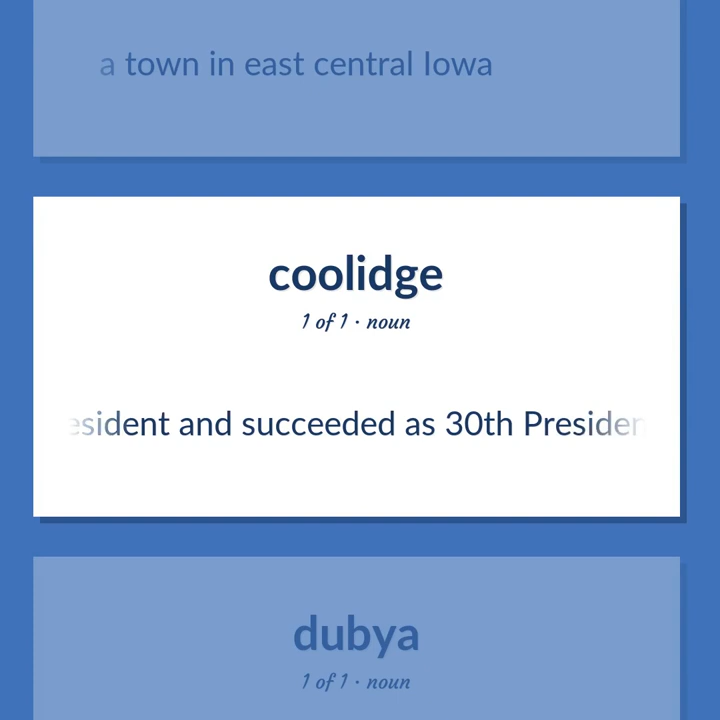 a town in east central Iowa
coolidge
1 of 1 · noun
esident and succeeded as 30th Presiden
dubya
1 of 1 · noun